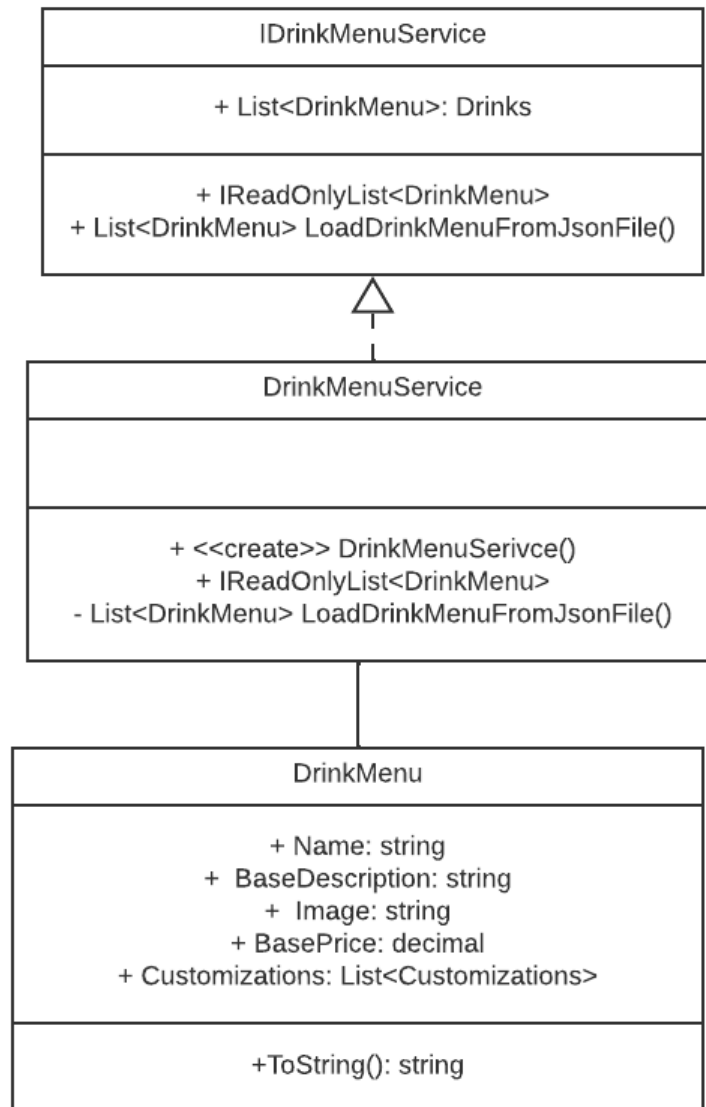 IDrinkMenuService
+ List<DrinkMenu>: Drinks
+ IReadOnlyList<DrinkMenu>
+ List<DrinkMenu> LoadDrinkMenuFromJsonFile()
DrinkMenuService
+ <<create>> DrinkMenuSerivce()
+ IReadOnlyList<DrinkMenu>
- List<DrinkMenu> LoadDrinkMenuFromJsonFile()
DrinkMenu
+ Name: string
+ BaseDescription: string
+ Image: string
+ BasePrice: decimal
+ Customizations: List<Customizations>
+ToString(): string